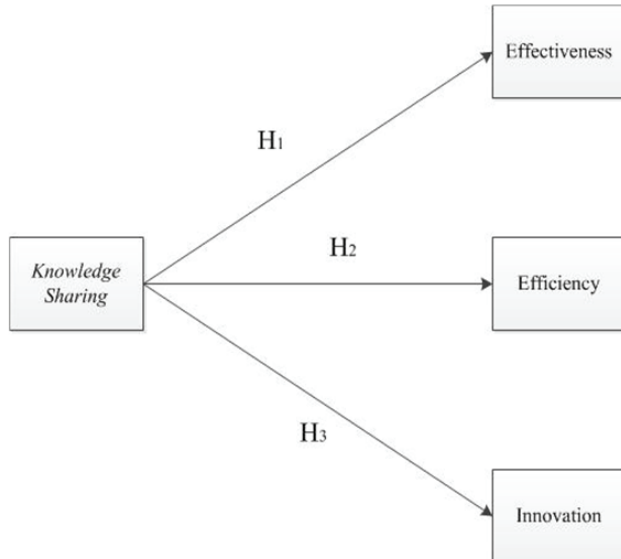 Effectiveness
H1
H2
Knowledge
Sharing
Efficiency
H3
Innovation